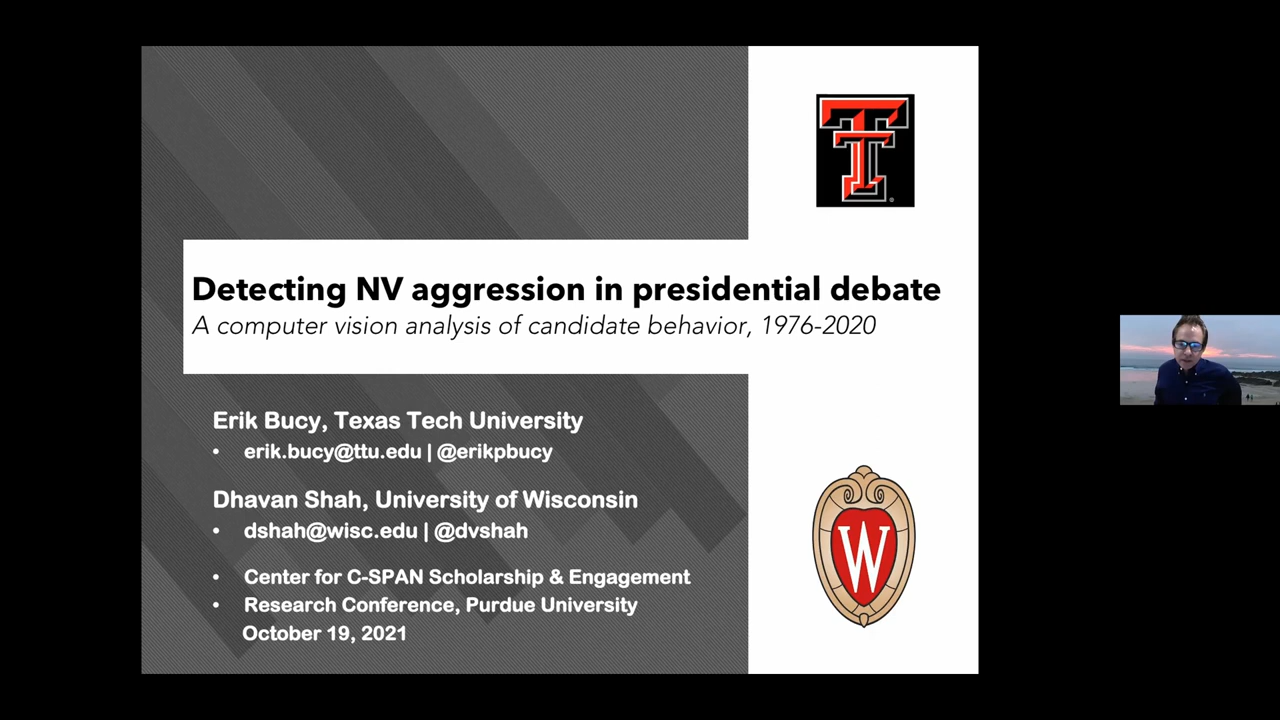 Detecting NV aggression in presidential debate
A computer vision analysis of candidate behavior, 1976-2020
Erik Bucy, Texas Tech University
• erik.bucy@ttu.edu | @erikpbucy
Dhavan Shah, University of Wisconsin
• dshah@wisc.edu | @dvshah
• Center for C-SPAN Scholarship & Engagement
• Research Conference, Purdue University
October 19, 2021
T
®
W